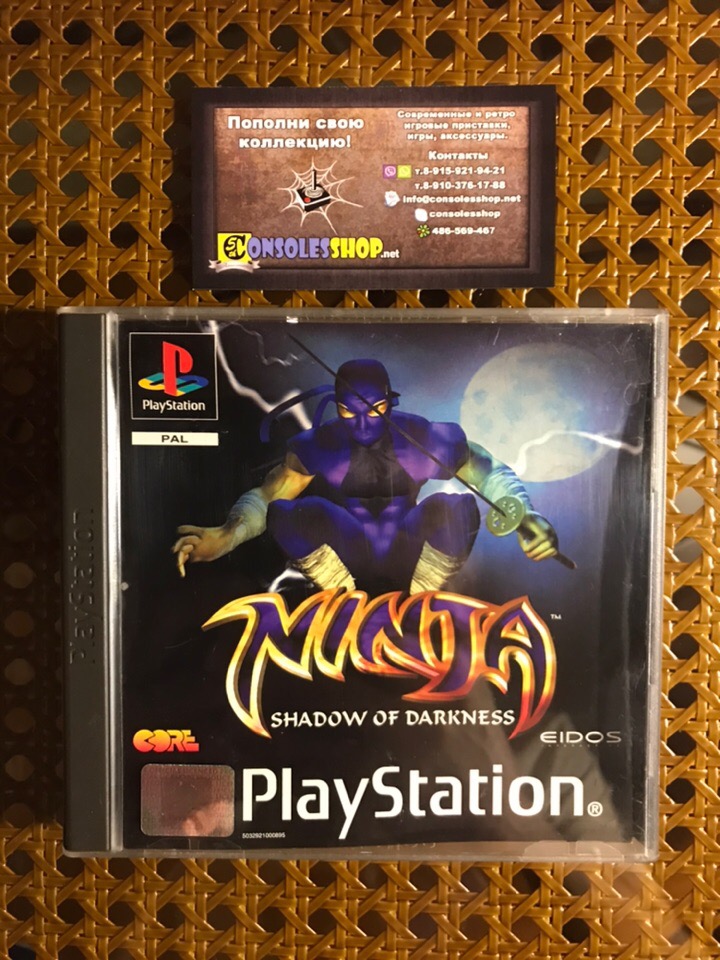 Пополни свою
коллекцию!
Современные и ретро
игровые приставки,
игры, аксессуары.
Контакты
т.8-915-921-94-21
т.8-910-376-17-88
info@consolesshop.net
consolesshop
486-569-467
CONSOLESSHOP.net
PlayStation
PAL
PlayStation
NINJA™
SHADOW OF DARKNESS
CORE
EIDOS
PlayStation®
5032921000895